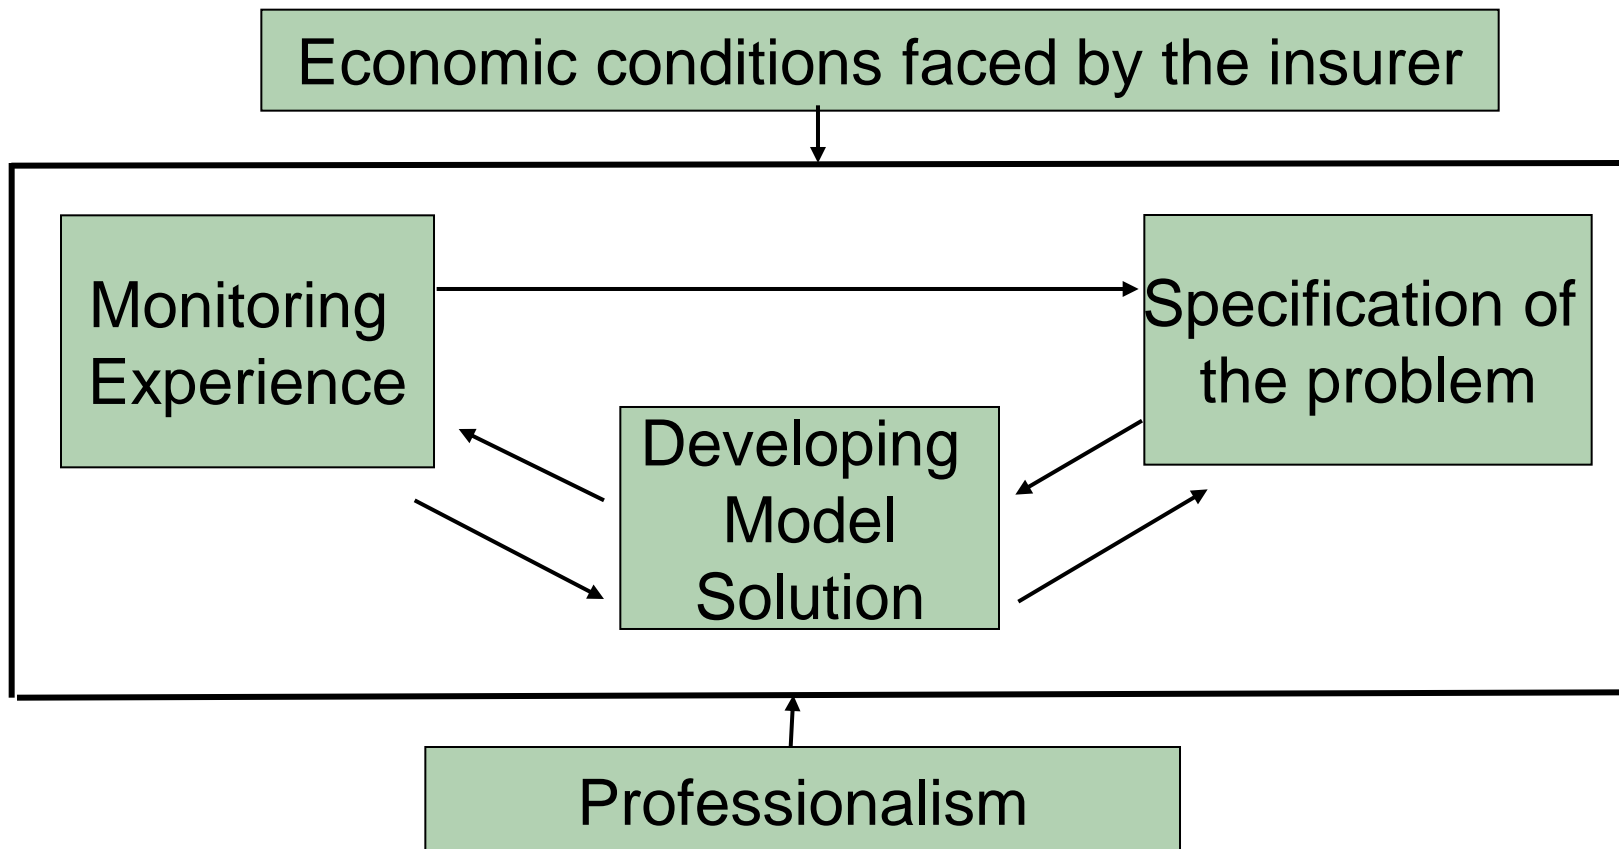 Economic conditions faced by the insurer
Monitoring
Experience
Specification of
the problem
Developing
Model
Solution
Professionalism